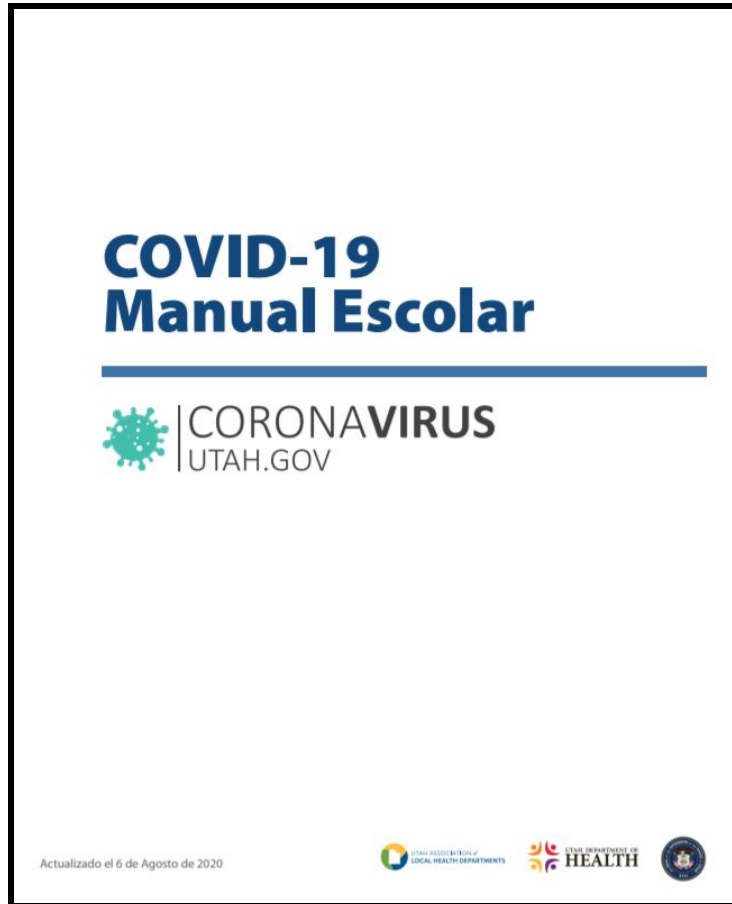 COVID-19
Manual Escolar
CORONAVIRUS
UTAH.GOV
Actualizado el 6 de Agosto de 2020
UTAH ASSOCIATION of
LOCAL HEALTH DEPARTMENTS
UTAH DEPARTMENT OF
HEALTH